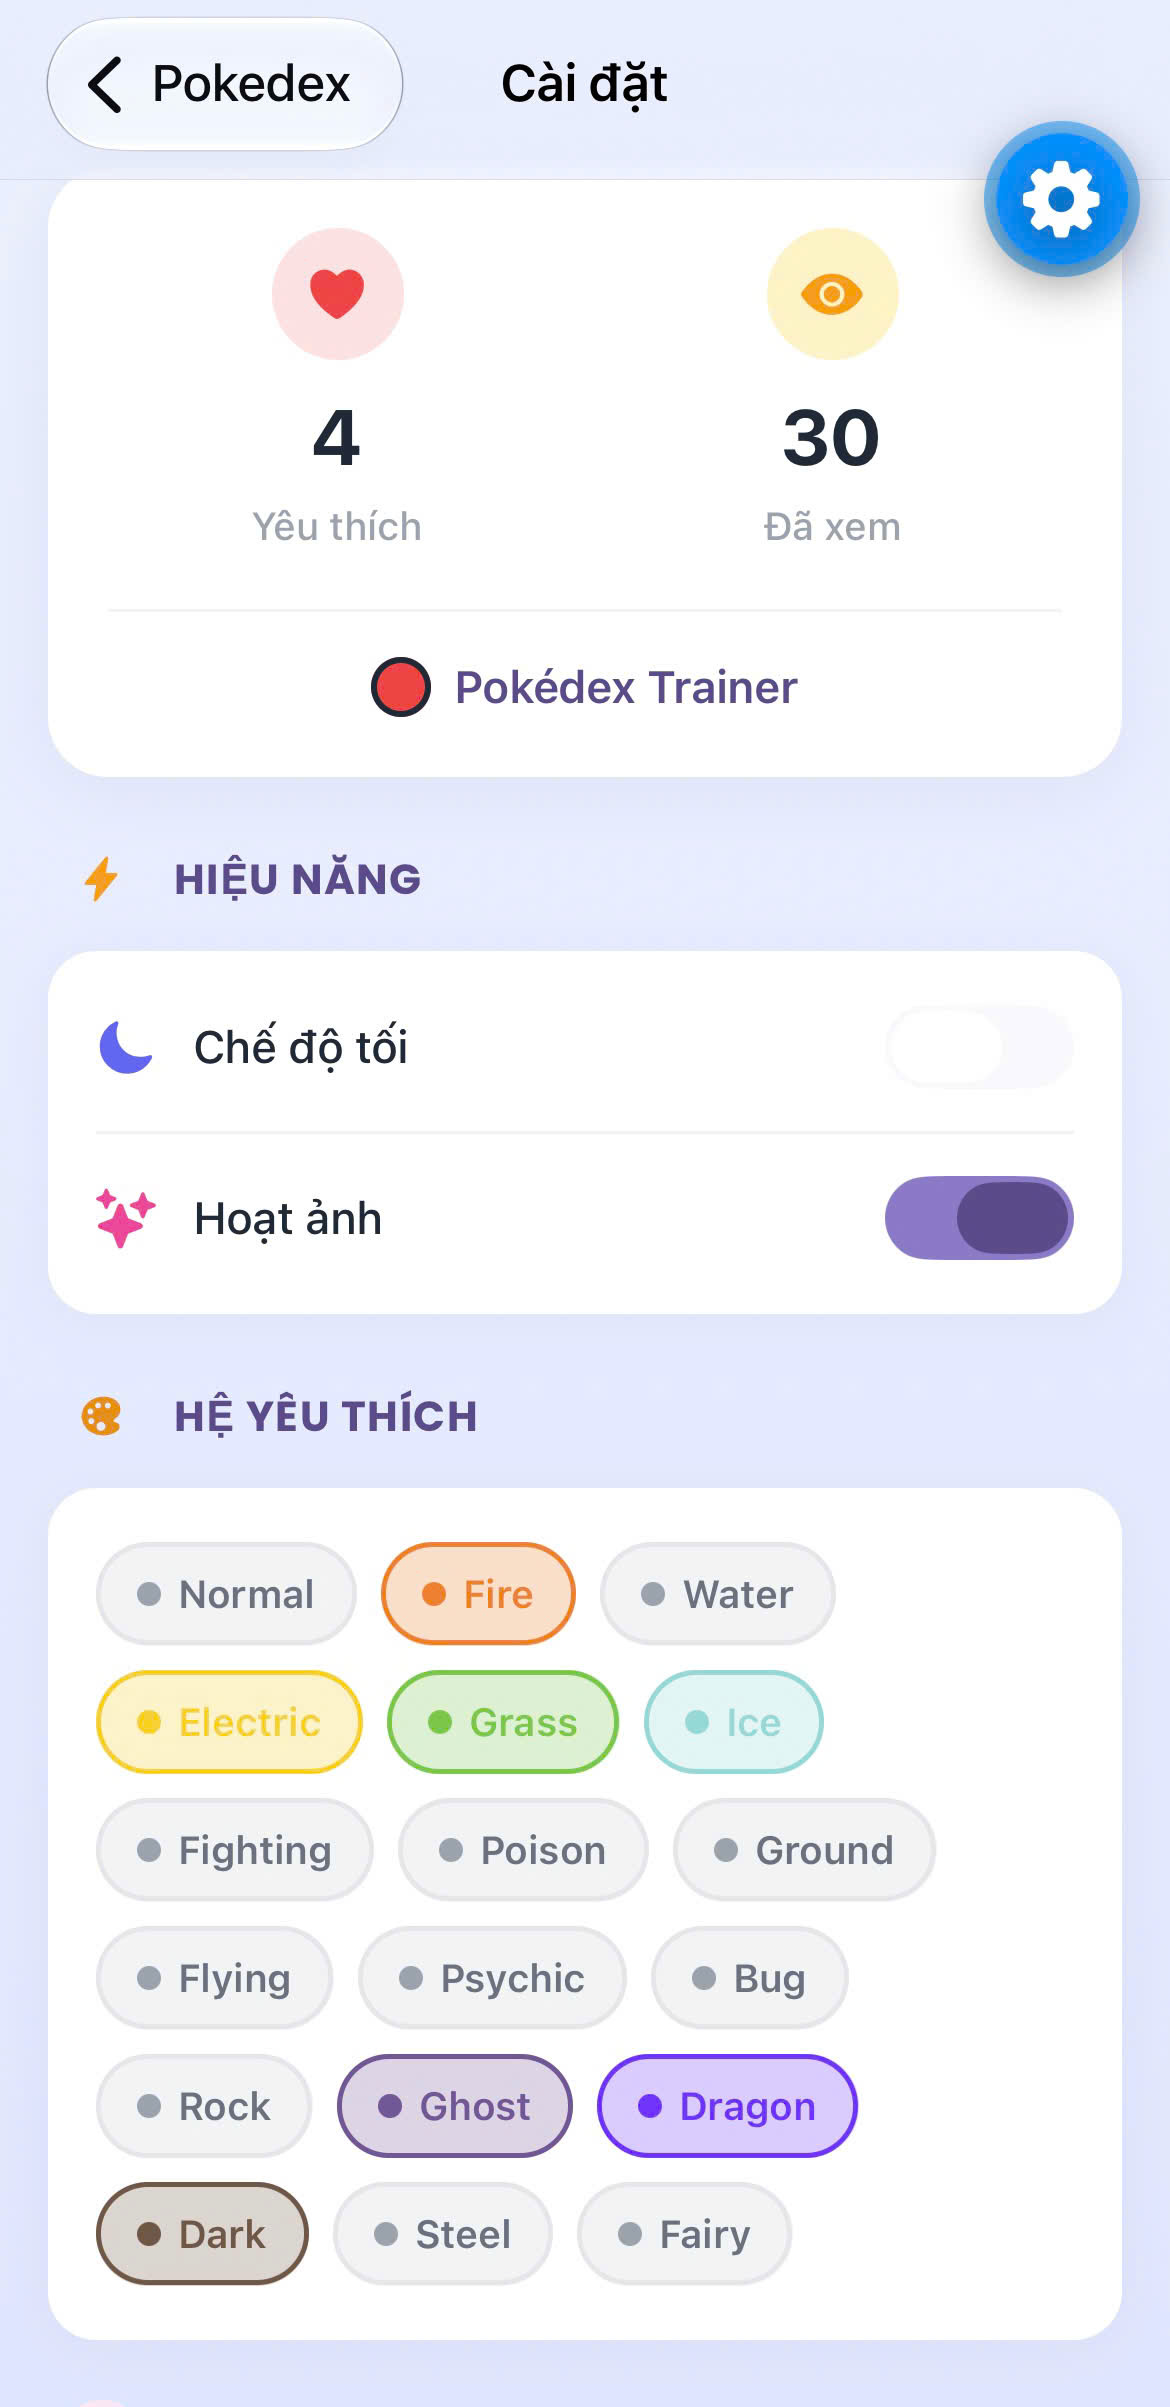 Pokedex
Cài đặt
4
30
Yêu thích
Đã xem
Pokédex Trainer
HIỆU NĂNG
Chế độ tối
Hoạt ảnh
HỆ YÊU THÍCH
Normal
Fire
Water
Electric
Grass
Ice
Fighting
Poison
Ground
Flying
Psychic
Bug
Rock
Ghost
Dragon
Dark
Steel
Fairy